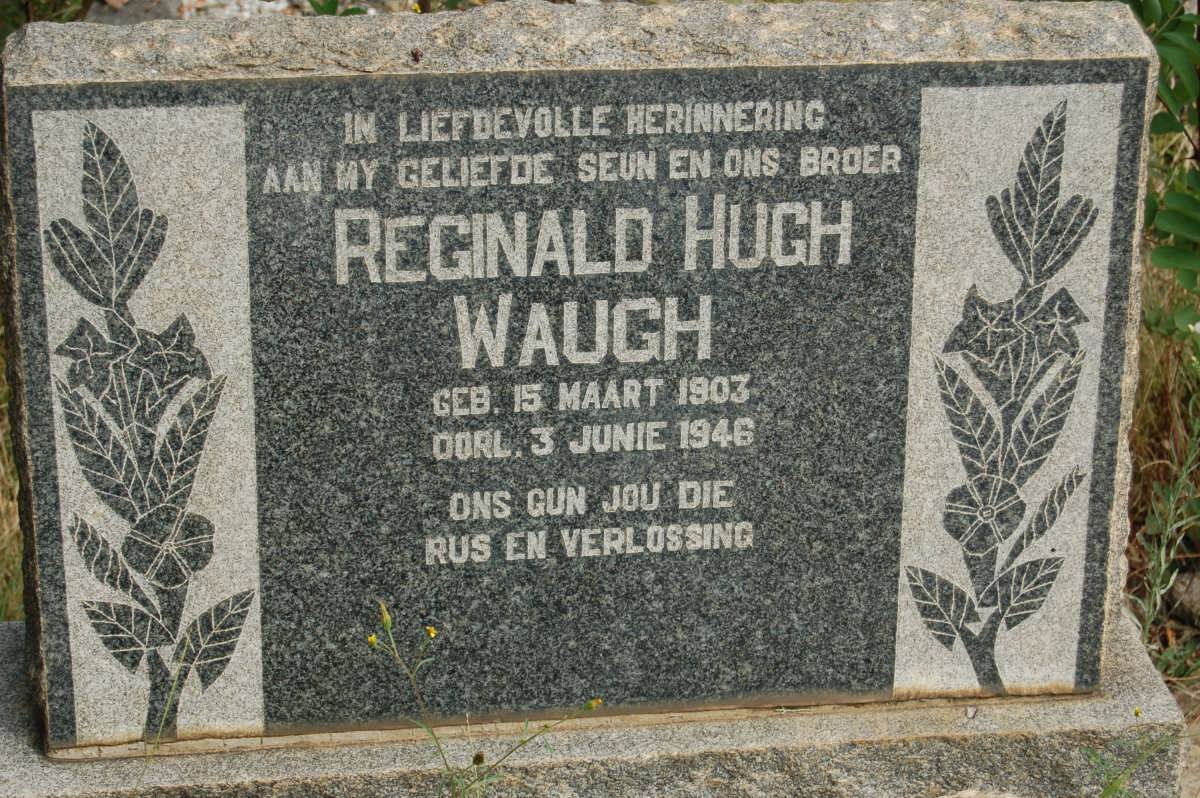 IN LIEFDEVOLLE HERINNERING
AAN MY GELIEFDE SEUN EN ONS BROER
REGINALD HUGH
WAUGH
GEB. 15 MAART 1903
OORL. 3 JUNIE 1946
ONS GUN JOU DIE
RUS EN VERLOSSING